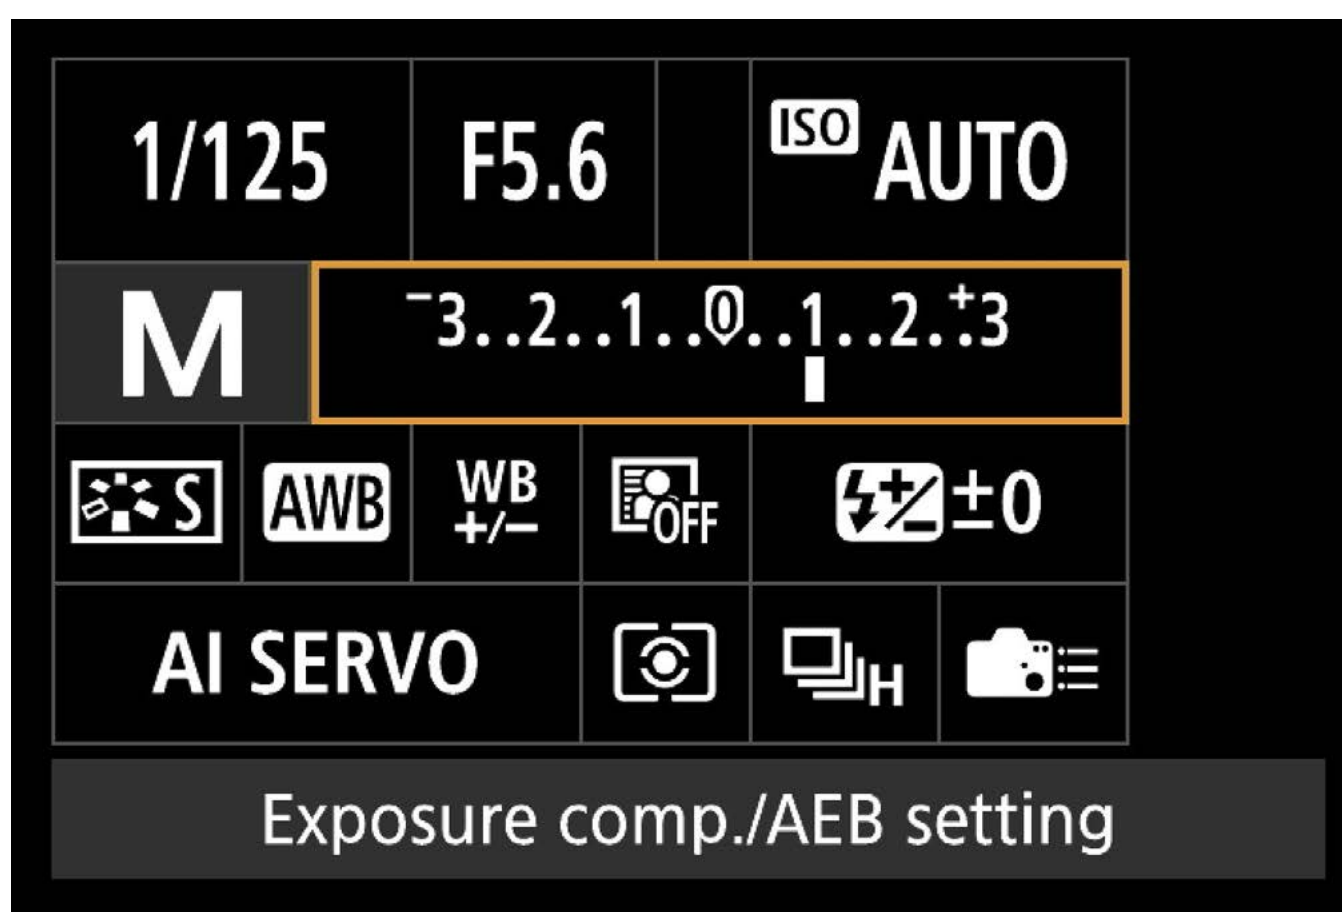 1/125 F5.6 ISO AUTO
M -3..2..1..0..1..2..+3
S AWB WB +/- OFF ±0
AI SERVO H
Exposure comp./AEB setting